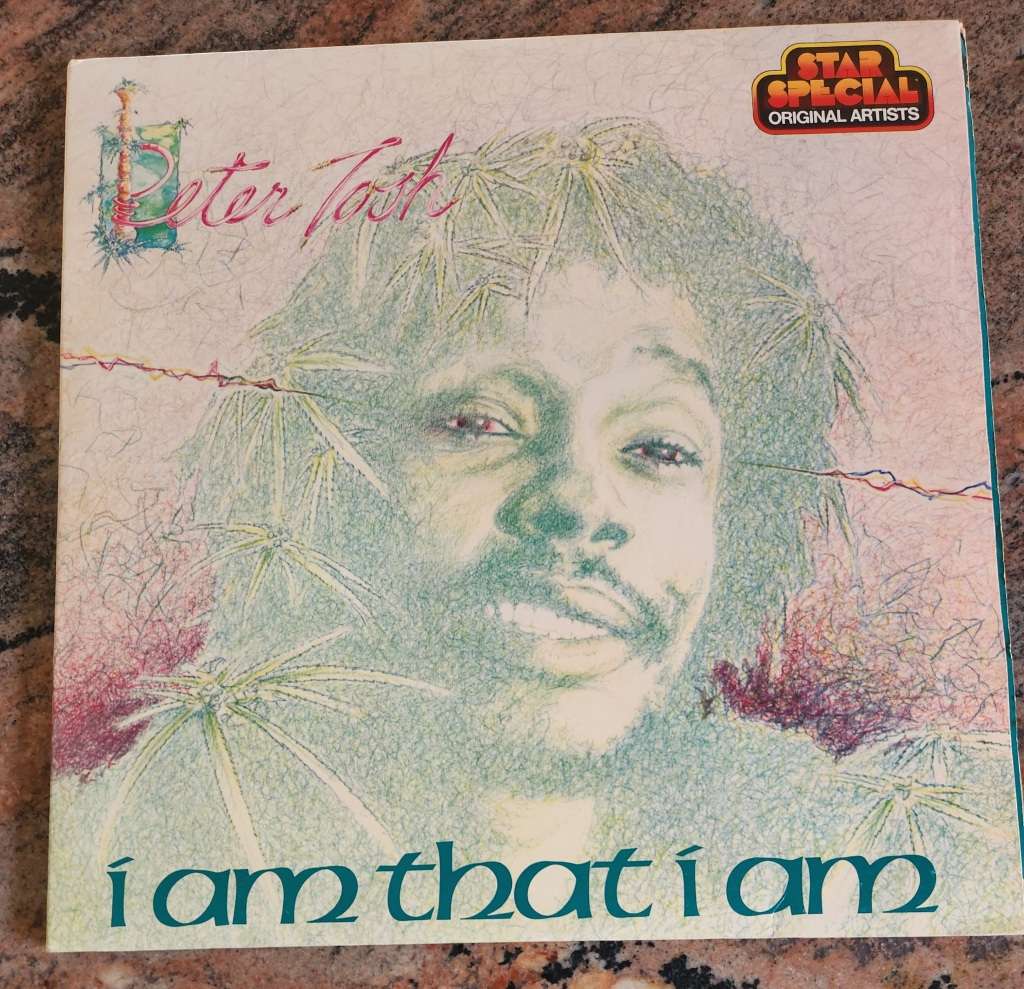 STAR
SPECIAL
ORIGINAL ARTISTS
Peter Tosh
i am that i am